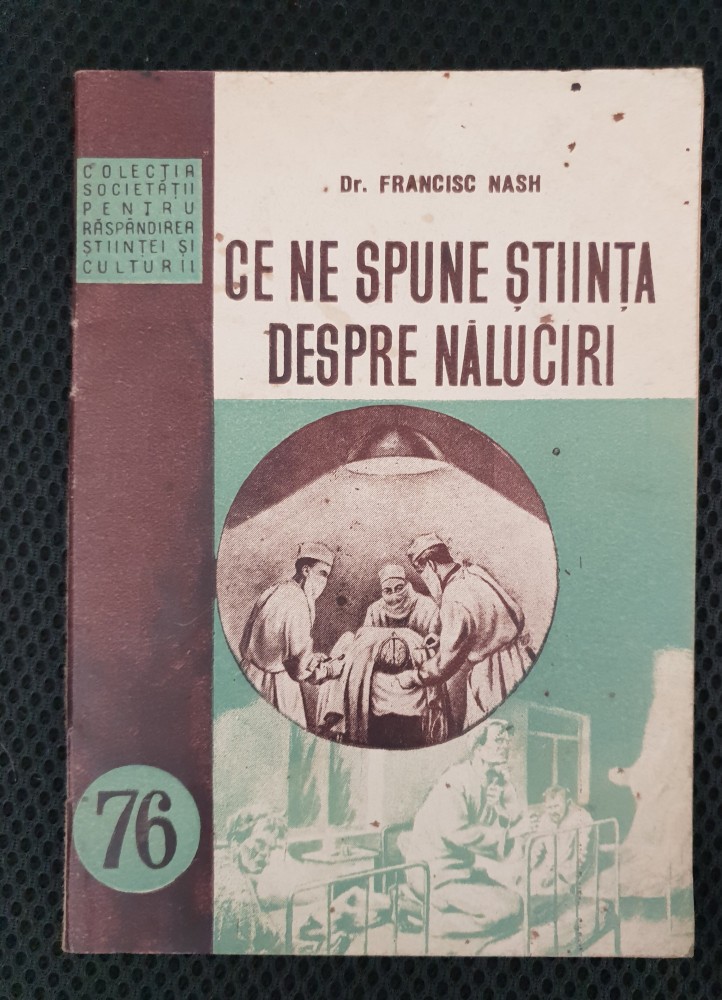 COLECȚIA
SOCIETĂȚII
PENTRU
RĂSPÂNDIREA
ȘTIINȚEI ȘI
CULTURII
Dr. FRANCISC NASH
CE NE SPUNE ȘTIINȚA
DESPRE NĂLUCIRI
76